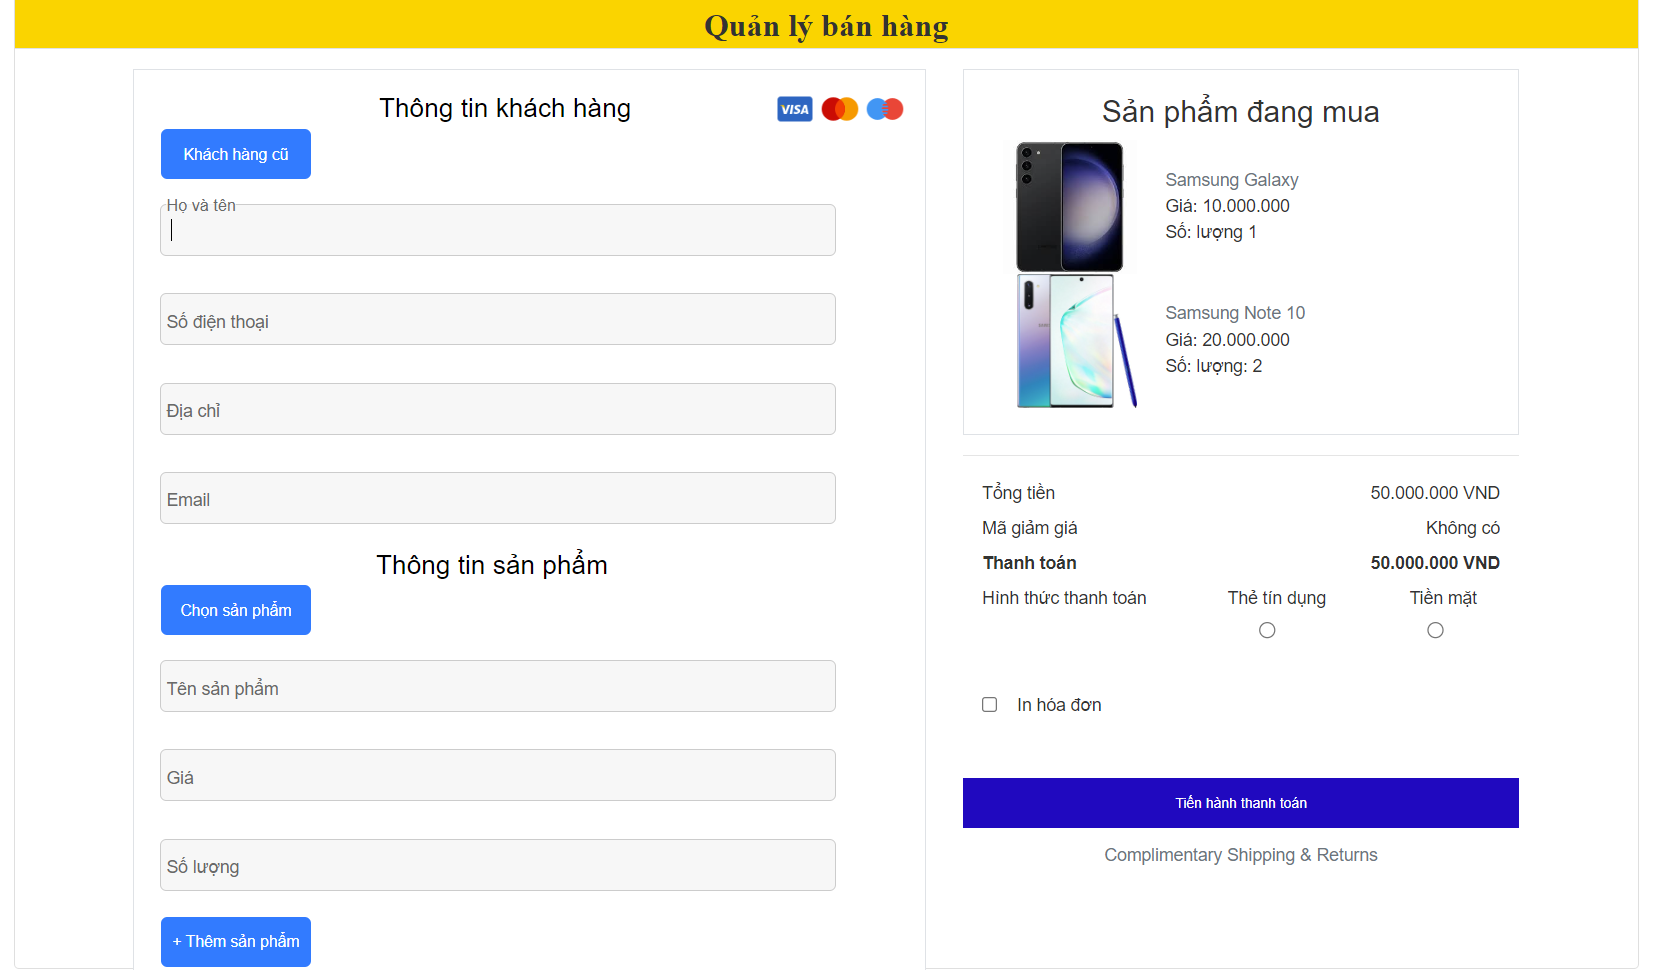 Quản lý bán hàng
Thông tin khách hàng
VISA
Khách hàng cũ
Họ và tên
Số điện thoại
Địa chỉ
Email
Thông tin sản phẩm
Chọn sản phẩm
Tên sản phẩm
Giá
Số lượng
+ Thêm sản phẩm
Sản phẩm đang mua
Samsung Galaxy
Giá: 10.000.000
Số: lượng 1
Samsung Note 10
Giá: 20.000.000
Số: lượng: 2
Tổng tiền 50.000.000 VND
Mã giảm giá Không có
Thanh toán 50.000.000 VND
Hình thức thanh toán Thẻ tín dụng Tiền mặt
In hóa đơn
Tiến hành thanh toán
Complimentary Shipping & Returns